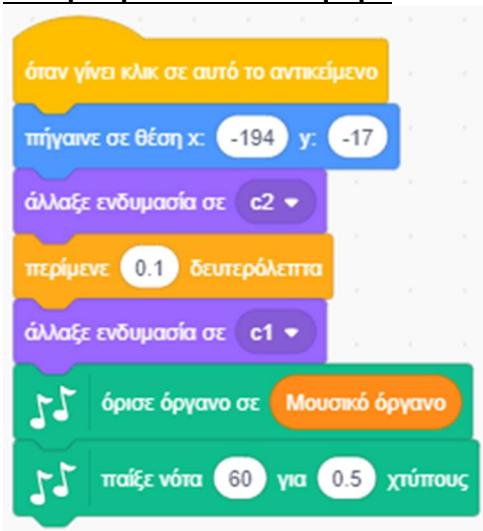 όταν γίνει κλικ σε αυτό το αντικείμενο
πήγαινε σε θέση x: -194 y: -17
άλλαξε ενδυμασία σε c2
περίμενε 0.1 δευτερόλεπτα
άλλαξε ενδυμασία σε c1
όρισε όργανο σε Μουσικό όργανο
παίξε νότα 60 για 0.5 χτύπους